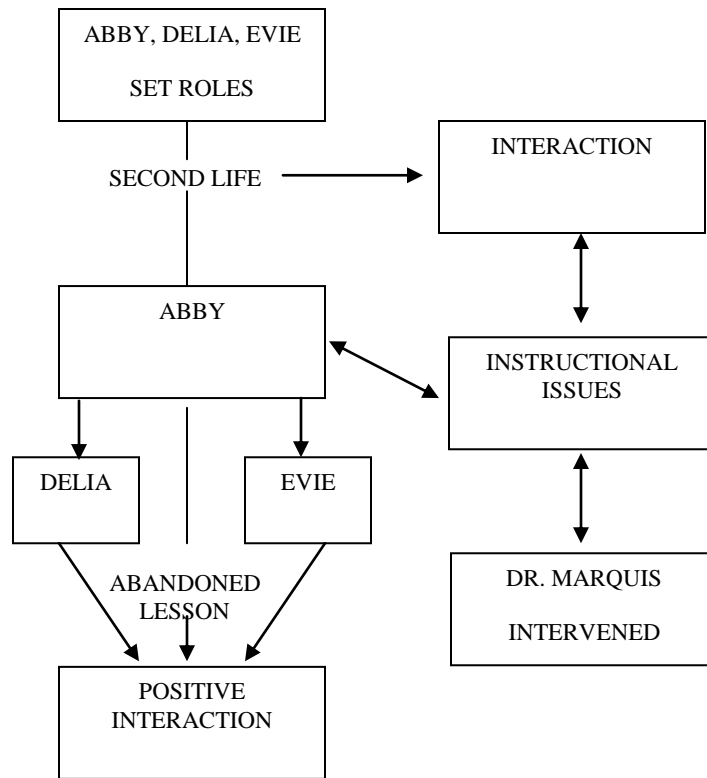 ABBY, DELIA, EVIE
SET ROLES
SECOND LIFE
INTERACTION
ABBY
INSTRUCTIONAL
ISSUES
DELIA
EVIE
ABANDONED
LESSON
DR. MARQUIS
INTERVENED
POSITIVE
INTERACTION